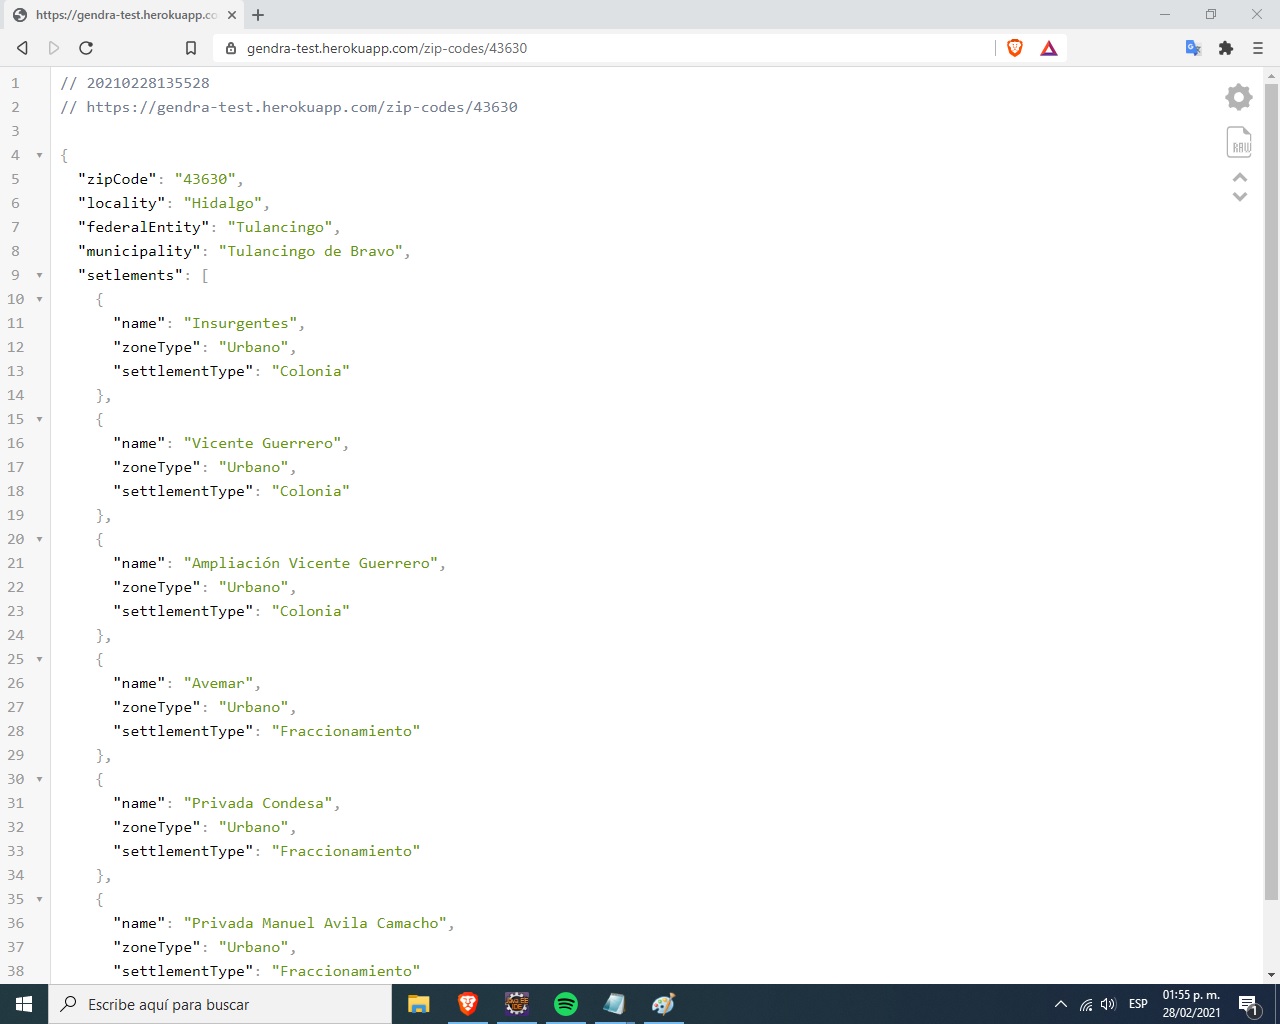 https://gendra-test.herokuapp.co
gendra-test.herokuapp.com/zip-codes/43630
1 // 20210228135528
2 // https://gendra-test.herokuapp.com/zip-codes/43630
3
4 {
5 "zipCode": "43630",
6 "locality": "Hidalgo",
7 "federalEntity": "Tulancingo",
8 "municipality": "Tulancingo de Bravo",
9 "setlements": [
10 {
11 "name": "Insurgentes",
12 "zoneType": "Urbano",
13 "settlementType": "Colonia"
14 },
15 {
16 "name": "Vicente Guerrero",
17 "zoneType": "Urbano",
18 "settlementType": "Colonia"
19 },
20 {
21 "name": "Ampliación Vicente Guerrero",
22 "zoneType": "Urbano",
23 "settlementType": "Colonia"
24 },
25 {
26 "name": "Avemar",
27 "zoneType": "Urbano",
28 "settlementType": "Fraccionamiento"
29 },
30 {
31 "name": "Privada Condesa",
32 "zoneType": "Urbano",
33 "settlementType": "Fraccionamiento"
34 },
35 {
36 "name": "Privada Manuel Avila Camacho",
37 "zoneType": "Urbano",
38 "settlementType": "Fraccionamiento"
RAW
Escribe aquí para buscar
ESP
01:55 p. m.
28/02/2021
1